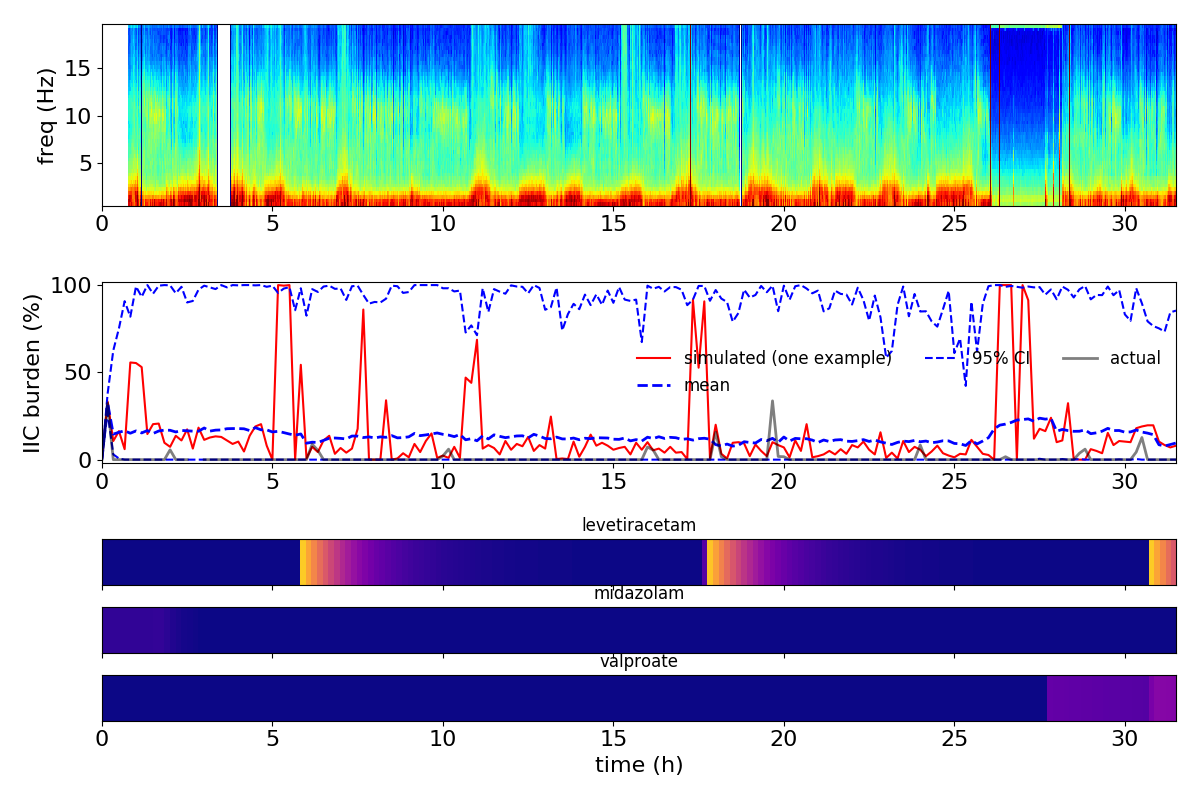 freq (Hz)
15
10
5
0 5 10 15 20 25 30
IIC burden (%)
100
50
0
simulated (one example) 95% CI actual
mean
0 5 10 15 20 25 30
levetiracetam
midazolam
valproate
0 5 10 15 20 25 30
time (h)